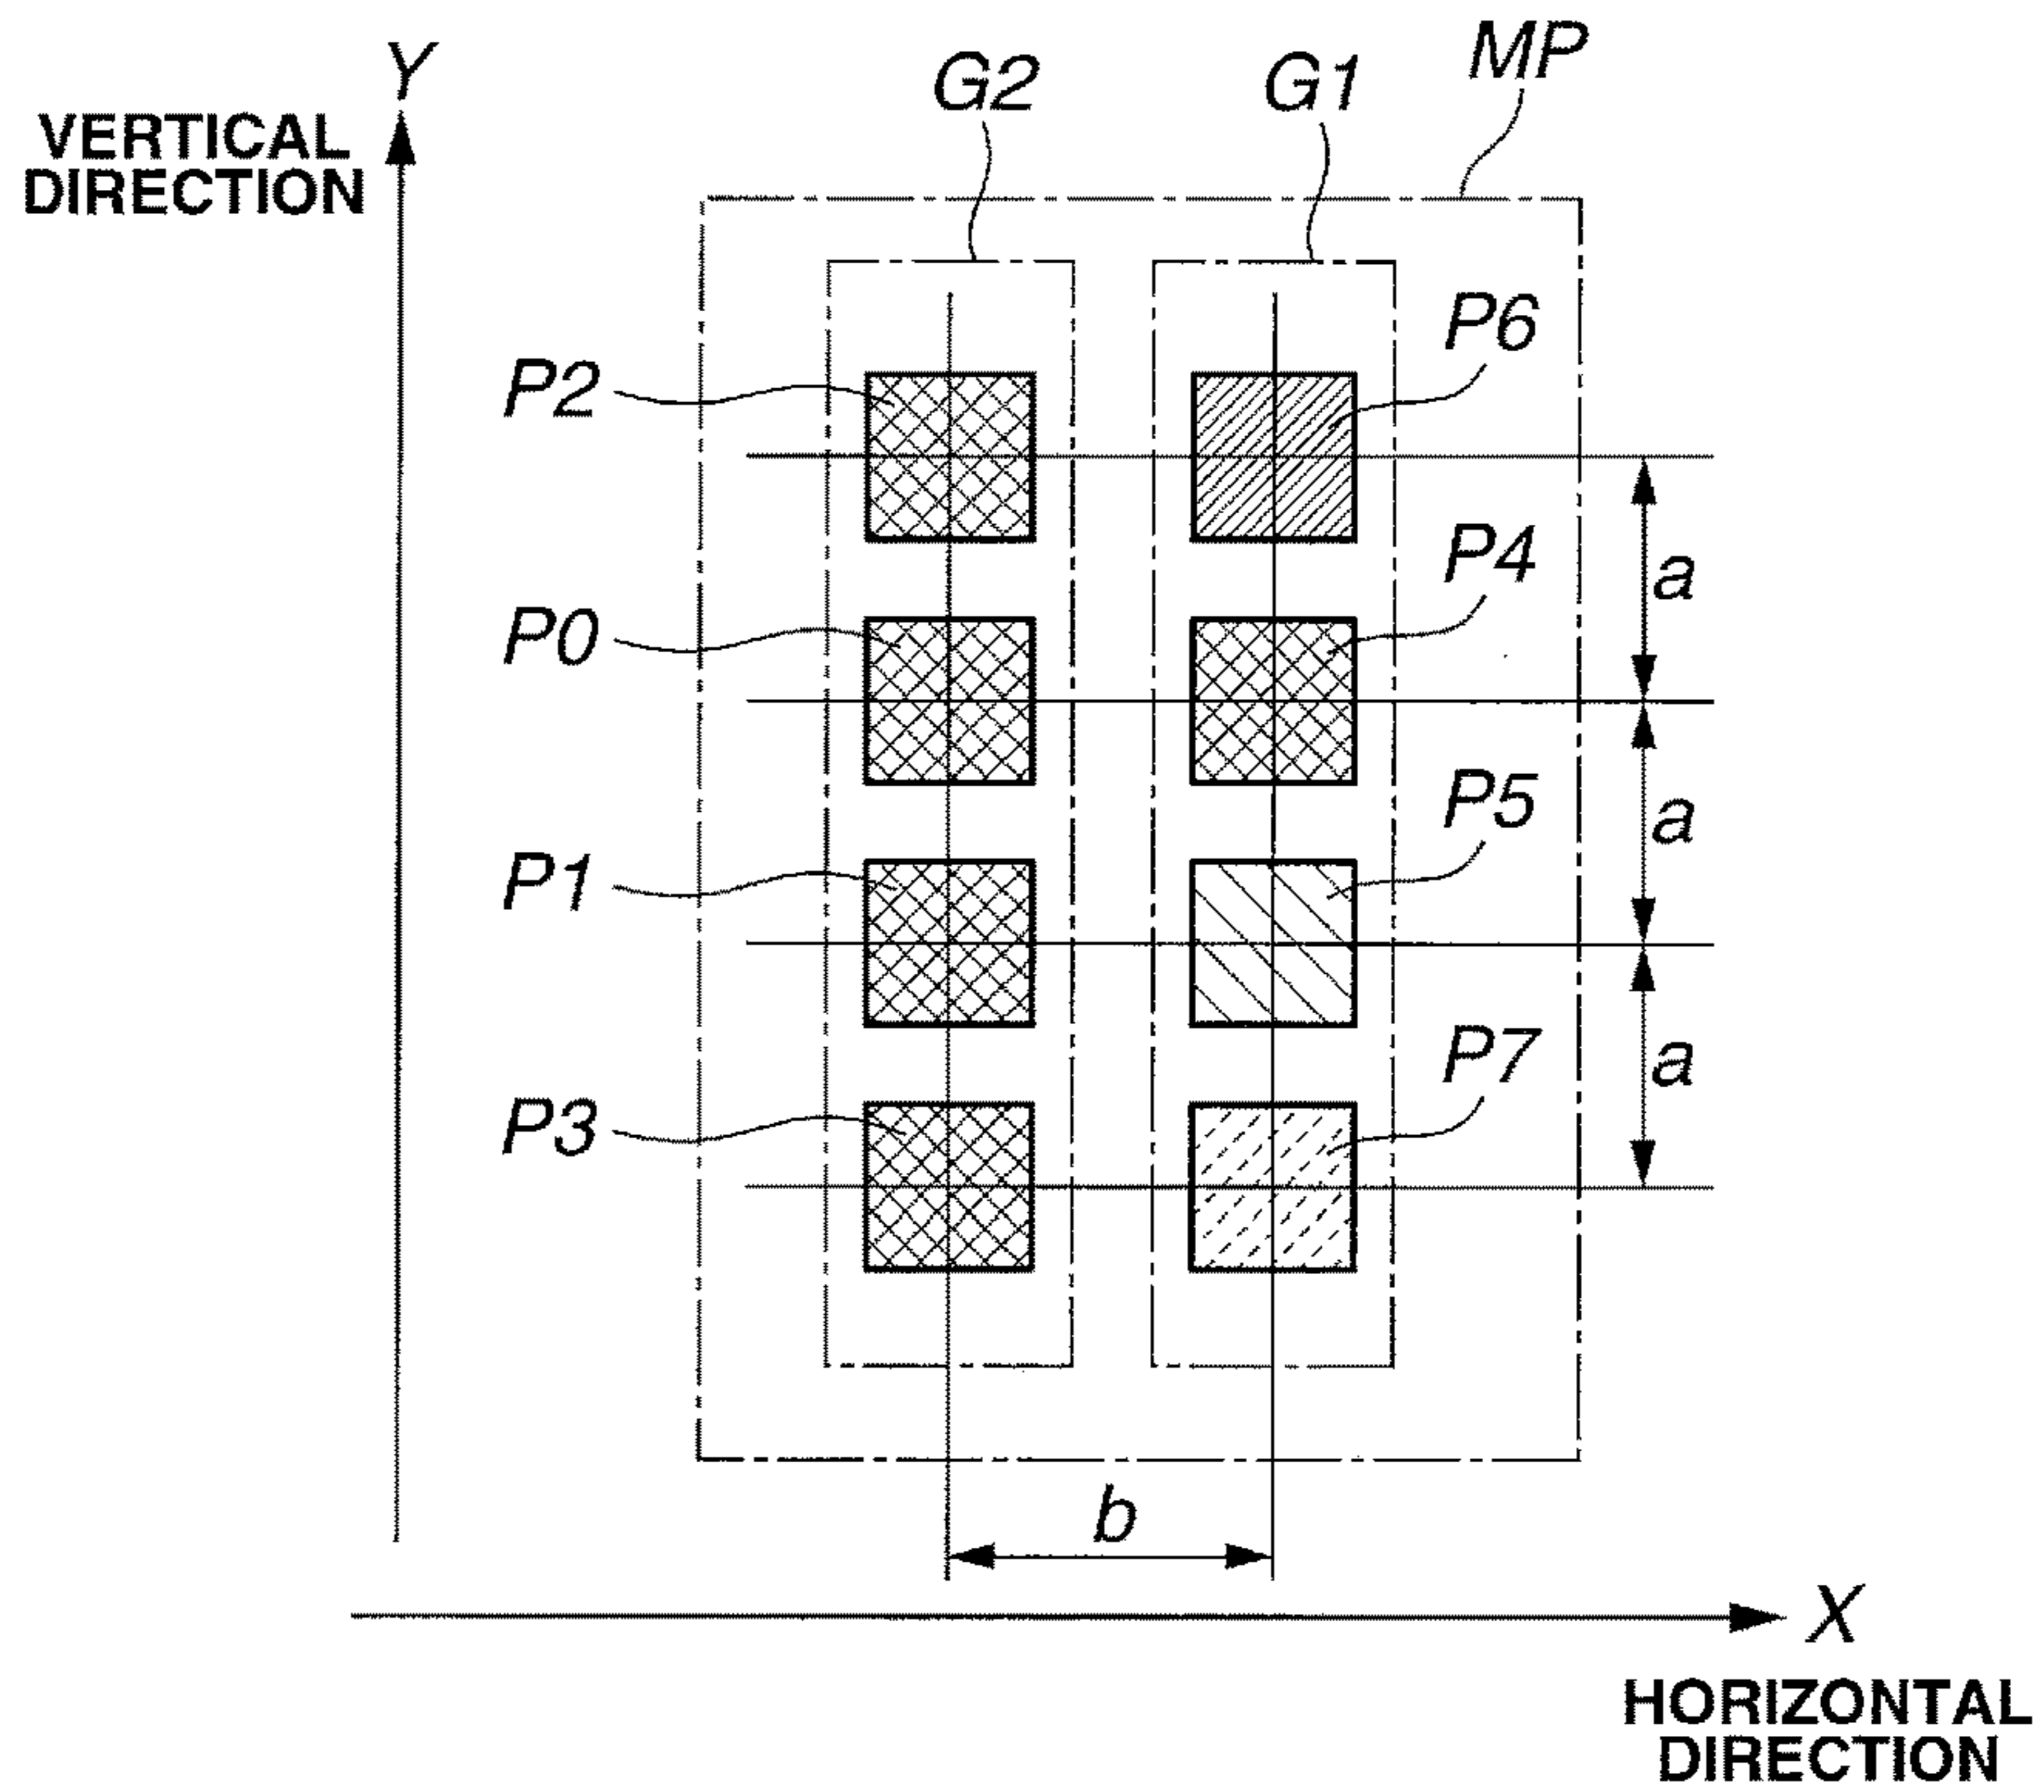 Y
G2
G1
MP
VERTICAL
DIRECTION
P6
P2
P4
a
P0
P5
a
P1
P7
a
P3
b
X
HORIZONTAL
DIRECTION